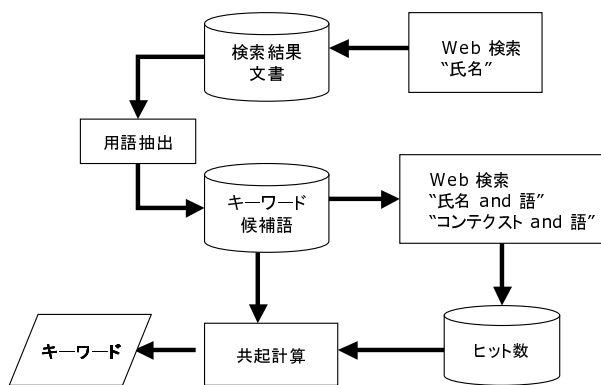 Web 検索
“氏名”
検索結果
文書
用語抽出
キーワード
候補語
Web 検索
“氏名 and 語”
“コンテクスト and 語”
ヒット数
共起計算
キーワード